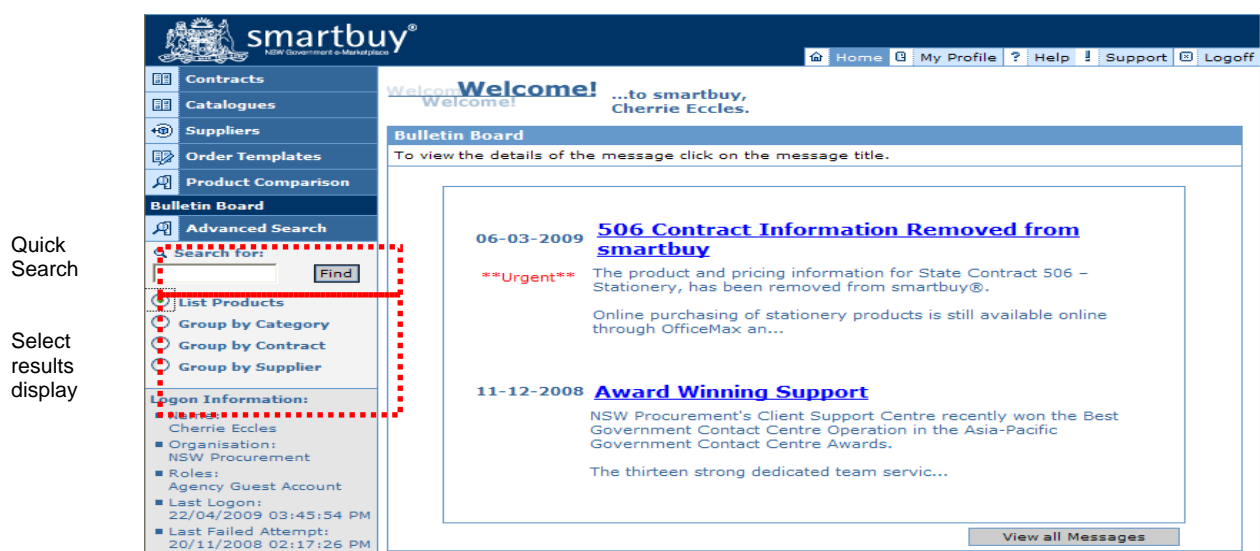 smartbuy®
NSW Government e-Marketplace
Home My Profile ? Help ! Support Logoff
Contracts
Catalogues
Suppliers
Order Templates
Product Comparison
Bulletin Board
Advanced Search
Search for:
Find
List Products
Group by Category
Group by Contract
Group by Supplier
Logon Information:
Name:
Cherrie Eccles
Organisation:
NSW Procurement
Roles:
Agency Guest Account
Last Logon:
22/04/2009 03:45:54 PM
Last Failed Attempt:
20/11/2008 02:17:26 PM
Quick
Search
Select
results
display
Welcom Welcome!
Welcome!
...to smartbuy,
Cherrie Eccles.
Bulletin Board
To view the details of the message click on the message title.
06-03-2009
**Urgent**
506 Contract Information Removed from
smartbuy
The product and pricing information for State Contract 506 –
Stationery, has been removed from smartbuy®.
Online purchasing of stationery products is still available online
through OfficeMax an...
11-12-2008
Award Winning Support
NSW Procurement's Client Support Centre recently won the Best
Government Contact Centre Operation in the Asia-Pacific
Government Contact Centre Awards.
The thirteen strong dedicated team servic...
View all Messages